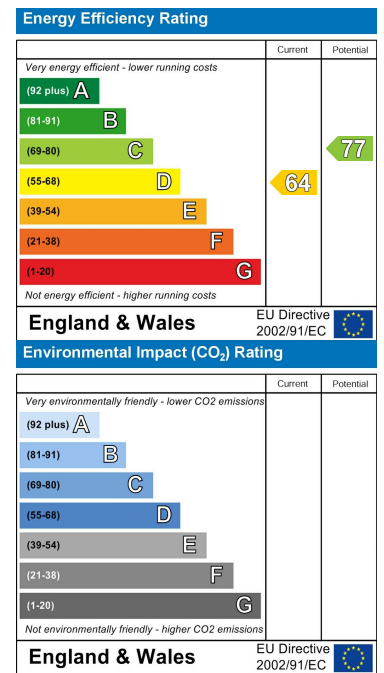 Energy Efficiency Rating
Current Potential
Very energy efficient - lower running costs
(92 plus) A
(81-91) B
(69-80) C
77
(55-68) D
64
(39-54) E
(21-38) F
(1-20) G
Not energy efficient - higher running costs
England & Wales
EU Directive
2002/91/EC
Environmental Impact (CO₂) Rating
Current Potential
Very environmentally friendly - lower CO2 emissions
(92 plus) A
(81-91) B
(69-80) C
(55-68) D
(39-54) E
(21-38) F
(1-20) G
Not environmentally friendly - higher CO2 emissions
England & Wales
EU Directive
2002/91/EC